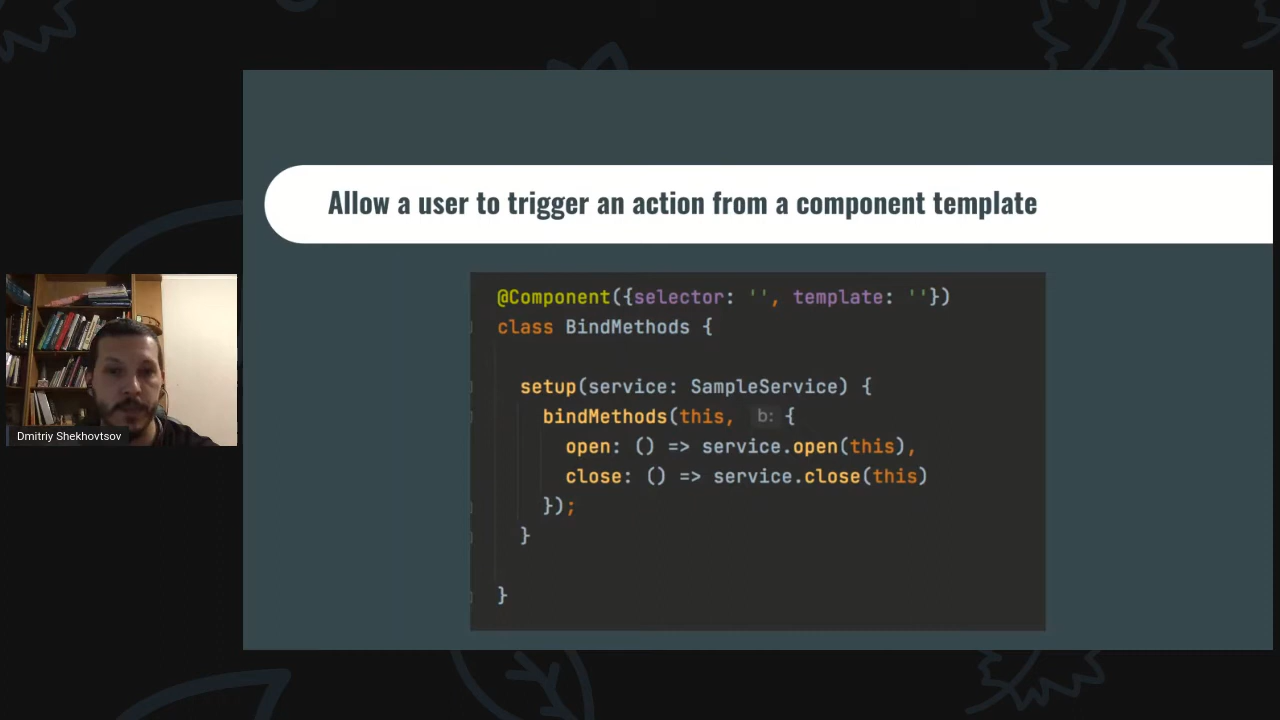 Allow a user to trigger an action from a component template
@Component({selector: '', template: ''})
class BindMethods {
setup(service: SampleService) {
bindMethods(this, b: {
open: () => service.open(this),
close: () => service.close(this)
});
}
}
Dmitriy Shekhovtsov